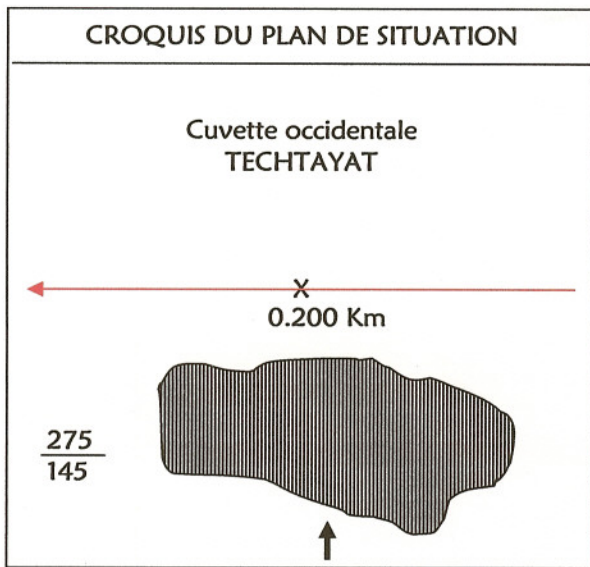 CROQUIS DU PLAN DE SITUATION
Cuvette occidentale
TECHTAYAT
X
0.200 Km
275
145